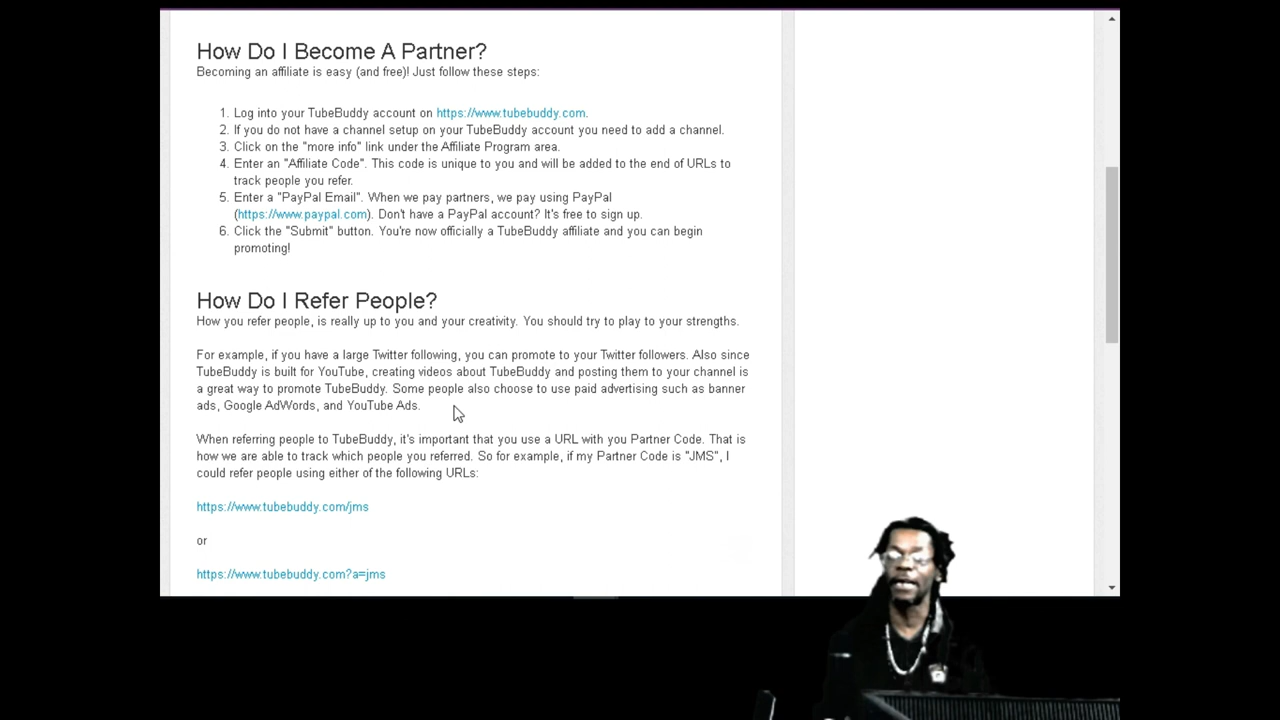 How Do I Become A Partner?
Becoming an affiliate is easy (and free)! Just follow these steps:
1. Log into your TubeBuddy account on https://www.tubebuddy.com.
2. If you do not have a channel setup on your TubeBuddy account you need to add a channel.
3. Click on the "more info" link under the Affiliate Program area.
4. Enter an "Affiliate Code". This code is unique to you and will be added to the end of URLs to
track people you refer.
5. Enter a "PayPal Email". When we pay partners, we pay using PayPal
(https://www.paypal.com). Don't have a PayPal account? It's free to sign up.
6. Click the "Submit" button. You're now officially a TubeBuddy affiliate and you can begin
promoting!
How Do I Refer People?
How you refer people, is really up to you and your creativity. You should try to play to your strengths.
For example, if you have a large Twitter following, you can promote to your Twitter followers. Also since
TubeBuddy is built for YouTube, creating videos about TubeBuddy and posting them to your channel is
a great way to promote TubeBuddy. Some people also choose to use paid advertising such as banner
ads, Google AdWords, and YouTube Ads.
When referring people to TubeBuddy, it's important that you use a URL with you Partner Code. That is
how we are able to track which people you referred. So for example, if my Partner Code is "JMS", I
could refer people using either of the following URLs:
https://www.tubebuddy.com/jms
or
https://www.tubebuddy.com?a=jms